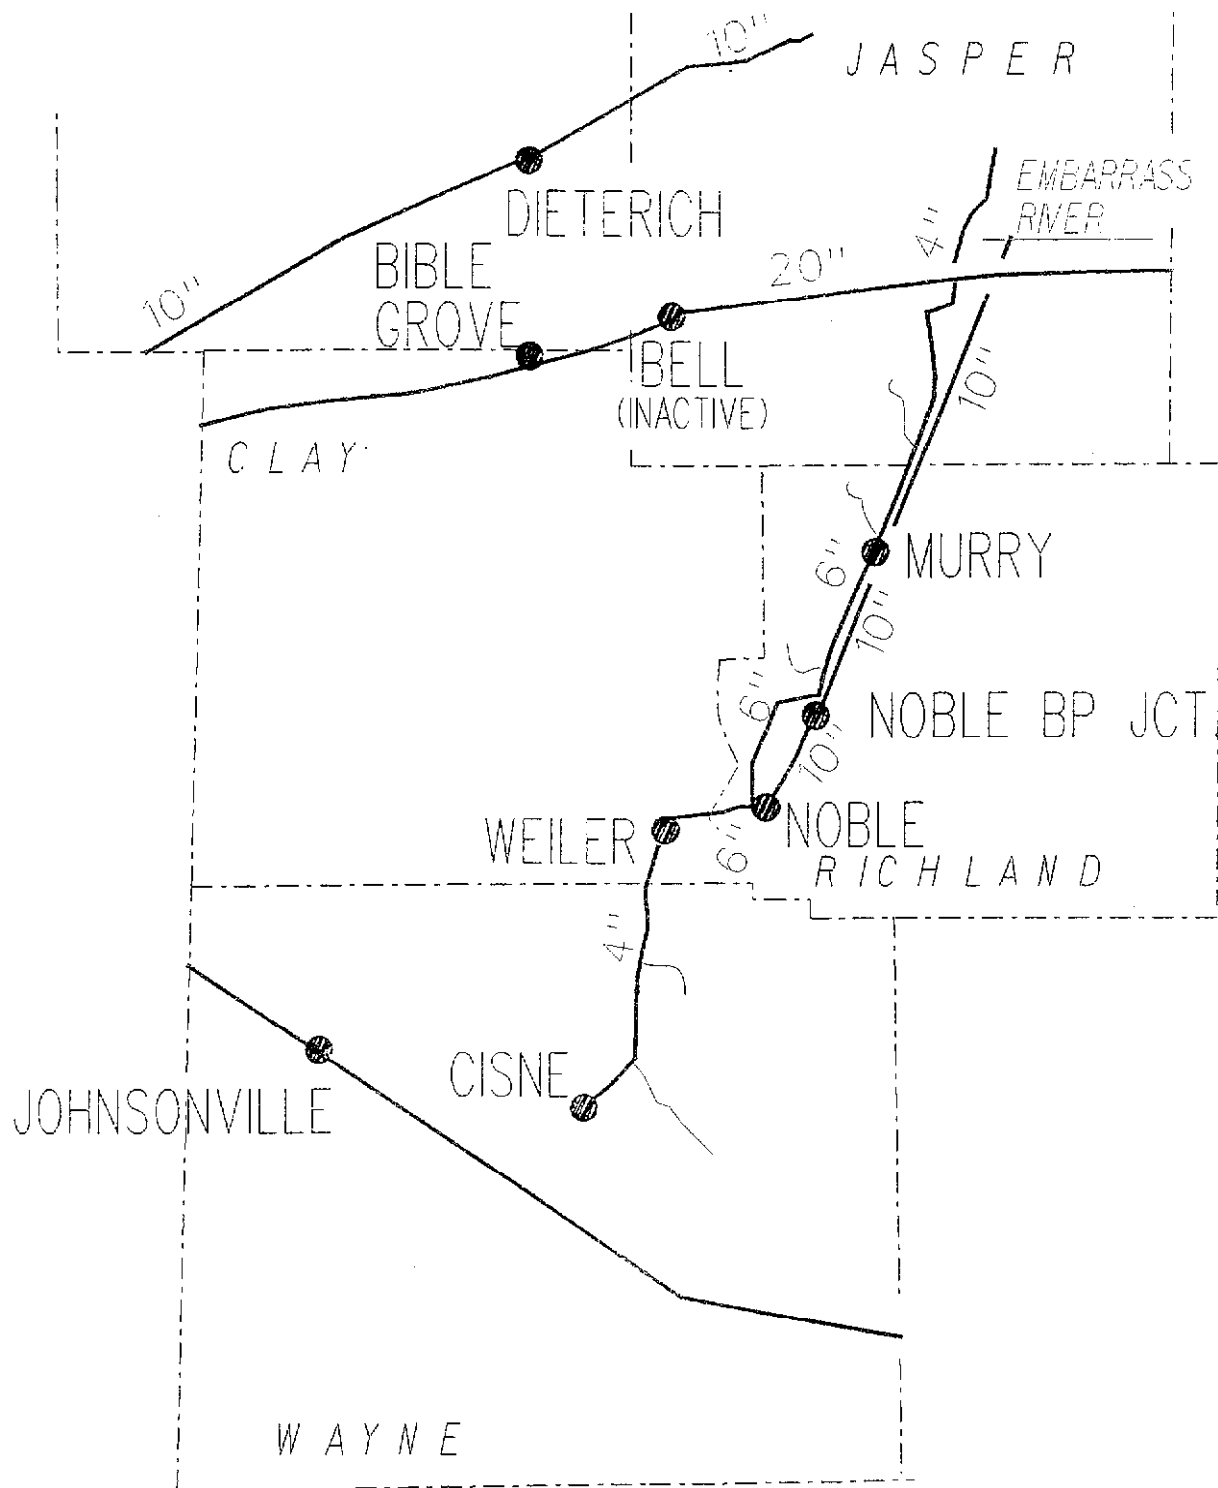 10"
JASPER
EMBARRASS
RIVER
4"
DIETERICH
BIBLE
GROVE
20"
10"
BELL
(INACTIVE)
10"
CLAY
6"
MURRY
10"
6"
NOBLE BP JCT
10"
NOBLE
WEILER
6"
RICHLAND
4"
CISNE
JOHNSONVILLE
WAYNE